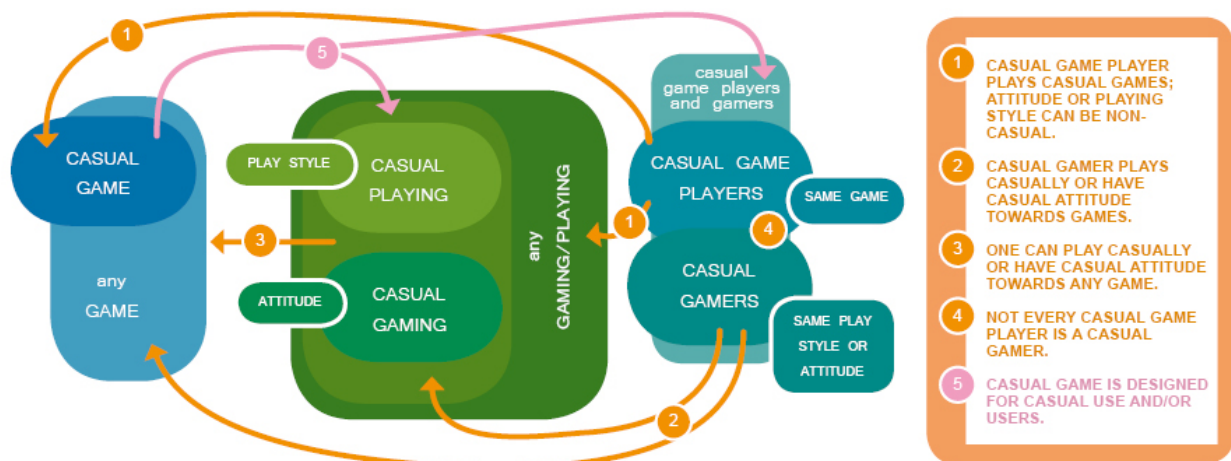 1
5
casual
game players
and gamers
CASUAL
GAME
any
GAME
PLAY STYLE
CASUAL
PLAYING
3
ATTITUDE
CASUAL
GAMING
any
GAMING/PLAYING
1
CASUAL GAME
PLAYERS
SAME GAME
4
CASUAL
GAMERS
SAME PLAY
STYLE OR
ATTITUDE
2
1
CASUAL GAME PLAYER
PLAYS CASUAL GAMES;
ATTITUDE OR PLAYING
STYLE CAN BE NON-
CASUAL.
2
CASUAL GAMER PLAYS
CASUALLY OR HAVE
CASUAL ATTITUDE
TOWARDS GAMES.
3
ONE CAN PLAY CASUALLY
OR HAVE CASUAL ATTITUDE
TOWARDS ANY GAME.
4
NOT EVERY CASUAL GAME
PLAYER IS A CASUAL
GAMER.
5
CASUAL GAME IS DESIGNED
FOR CASUAL USE AND/OR
USERS.